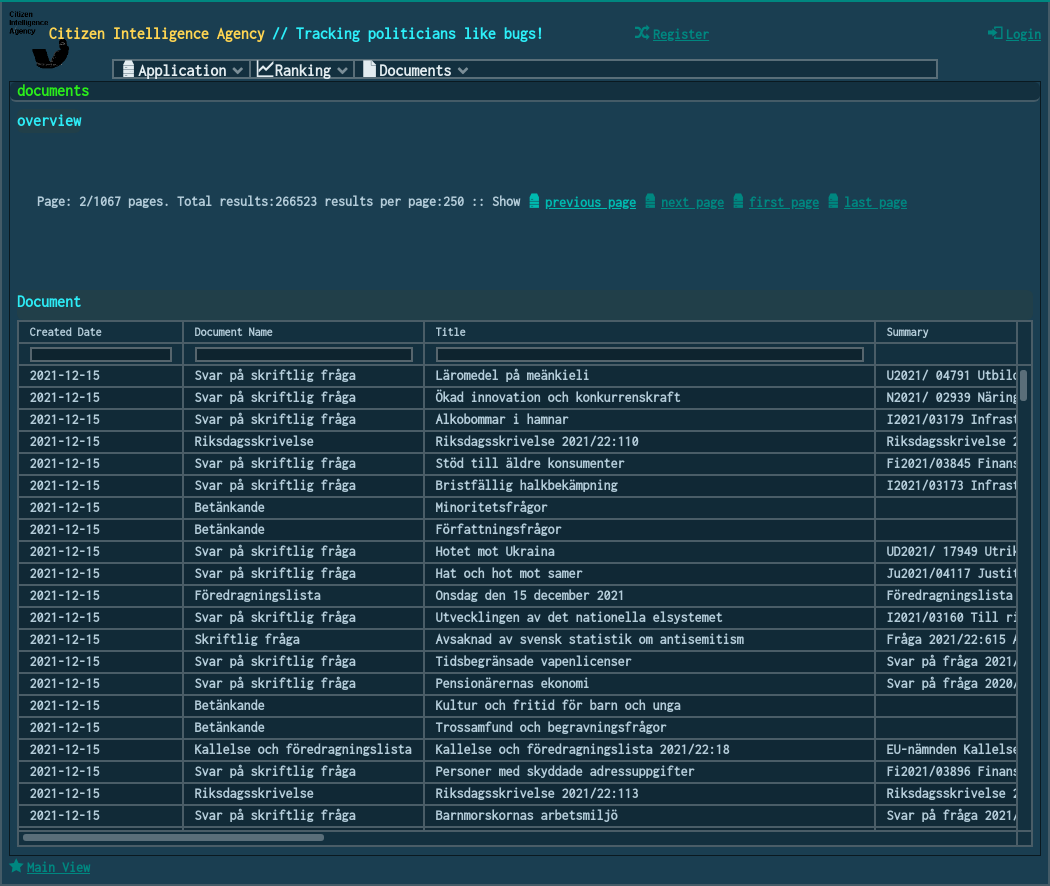 Citizen
Intelligence
Agency
Citizen Intelligence Agency // Tracking politicians like bugs!
Register
Login
Application
Ranking
Documents
documents
overview
Page: 2/1067 pages. Total results:266523 results per page:250 :: Show previous page next page first page last page
Document
Created Date Document Name Title Summary
2021-12-15 Svar på skriftlig fråga Läromedel på meänkieli U2021/ 04791 Utbild
2021-12-15 Svar på skriftlig fråga Ökad innovation och konkurrenskraft N2021/ 02939 Näring
2021-12-15 Svar på skriftlig fråga Alkobommar i hamnar I2021/03179 Infrast
2021-12-15 Riksdagsskrivelse Riksdagsskrivelse 2021/22:110 Riksdagsskrivelse 2
2021-12-15 Svar på skriftlig fråga Stöd till äldre konsumenter Fi2021/03845 Finans
2021-12-15 Svar på skriftlig fråga Bristfällig halkbekämpning I2021/03173 Infrast
2021-12-15 Betänkande Minoritetsfrågor
2021-12-15 Betänkande Författningsfrågor
2021-12-15 Svar på skriftlig fråga Hotet mot Ukraina UD2021/ 17949 Utrik
2021-12-15 Svar på skriftlig fråga Hat och hot mot samer Ju2021/04117 Justit
2021-12-15 Föredragningslista Onsdag den 15 december 2021 Föredragningslista
2021-12-15 Svar på skriftlig fråga Utvecklingen av det nationella elsystemet I2021/03160 Till ri
2021-12-15 Skriftlig fråga Avsaknad av svensk statistik om antisemitism Fråga 2021/22:615 A
2021-12-15 Svar på skriftlig fråga Tidsbegränsade vapenlicenser Svar på fråga 2021/
2021-12-15 Svar på skriftlig fråga Pensionärernas ekonomi Svar på fråga 2020/
2021-12-15 Betänkande Kultur och fritid för barn och unga
2021-12-15 Betänkande Trossamfund och begravningsfrågor
2021-12-15 Kallelse och föredragningslista Kallelse och föredragningslista 2021/22:18 EU-nämnden Kallelse
2021-12-15 Svar på skriftlig fråga Personer med skyddade adressuppgifter Fi2021/03896 Finans
2021-12-15 Riksdagsskrivelse Riksdagsskrivelse 2021/22:113 Riksdagsskrivelse 2
2021-12-15 Svar på skriftlig fråga Barnmorskornas arbetsmiljö Svar på fråga 2021/
Main View